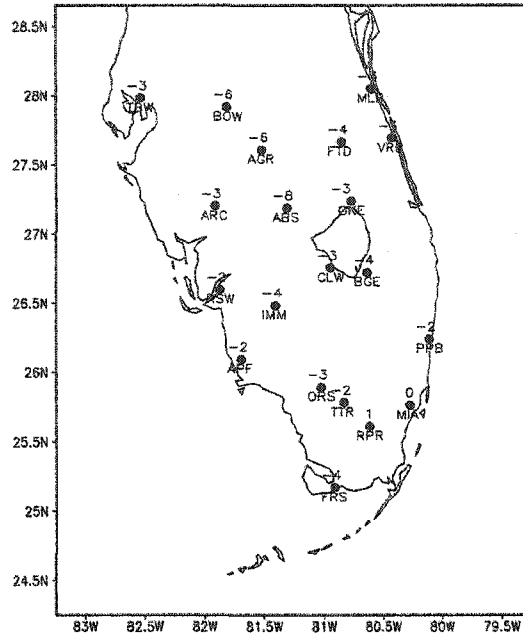 28.5N
28N
27.5N
27N
26.5N
26N
25.5N
25N
24.5N
83W 82.5W 82W 81.5W 81W 80.5W 80W 79.5W
-3
-6
BOW
-6
AGR
-4
FTD
-3
ARC
-8
ABS
-3
-3
CLW
-4
BGE
-2
-4
IMM
-2
PPB
-2
APF
-3
ORS
-2
TTR
0
MIA
1
RPR
-4
FRS